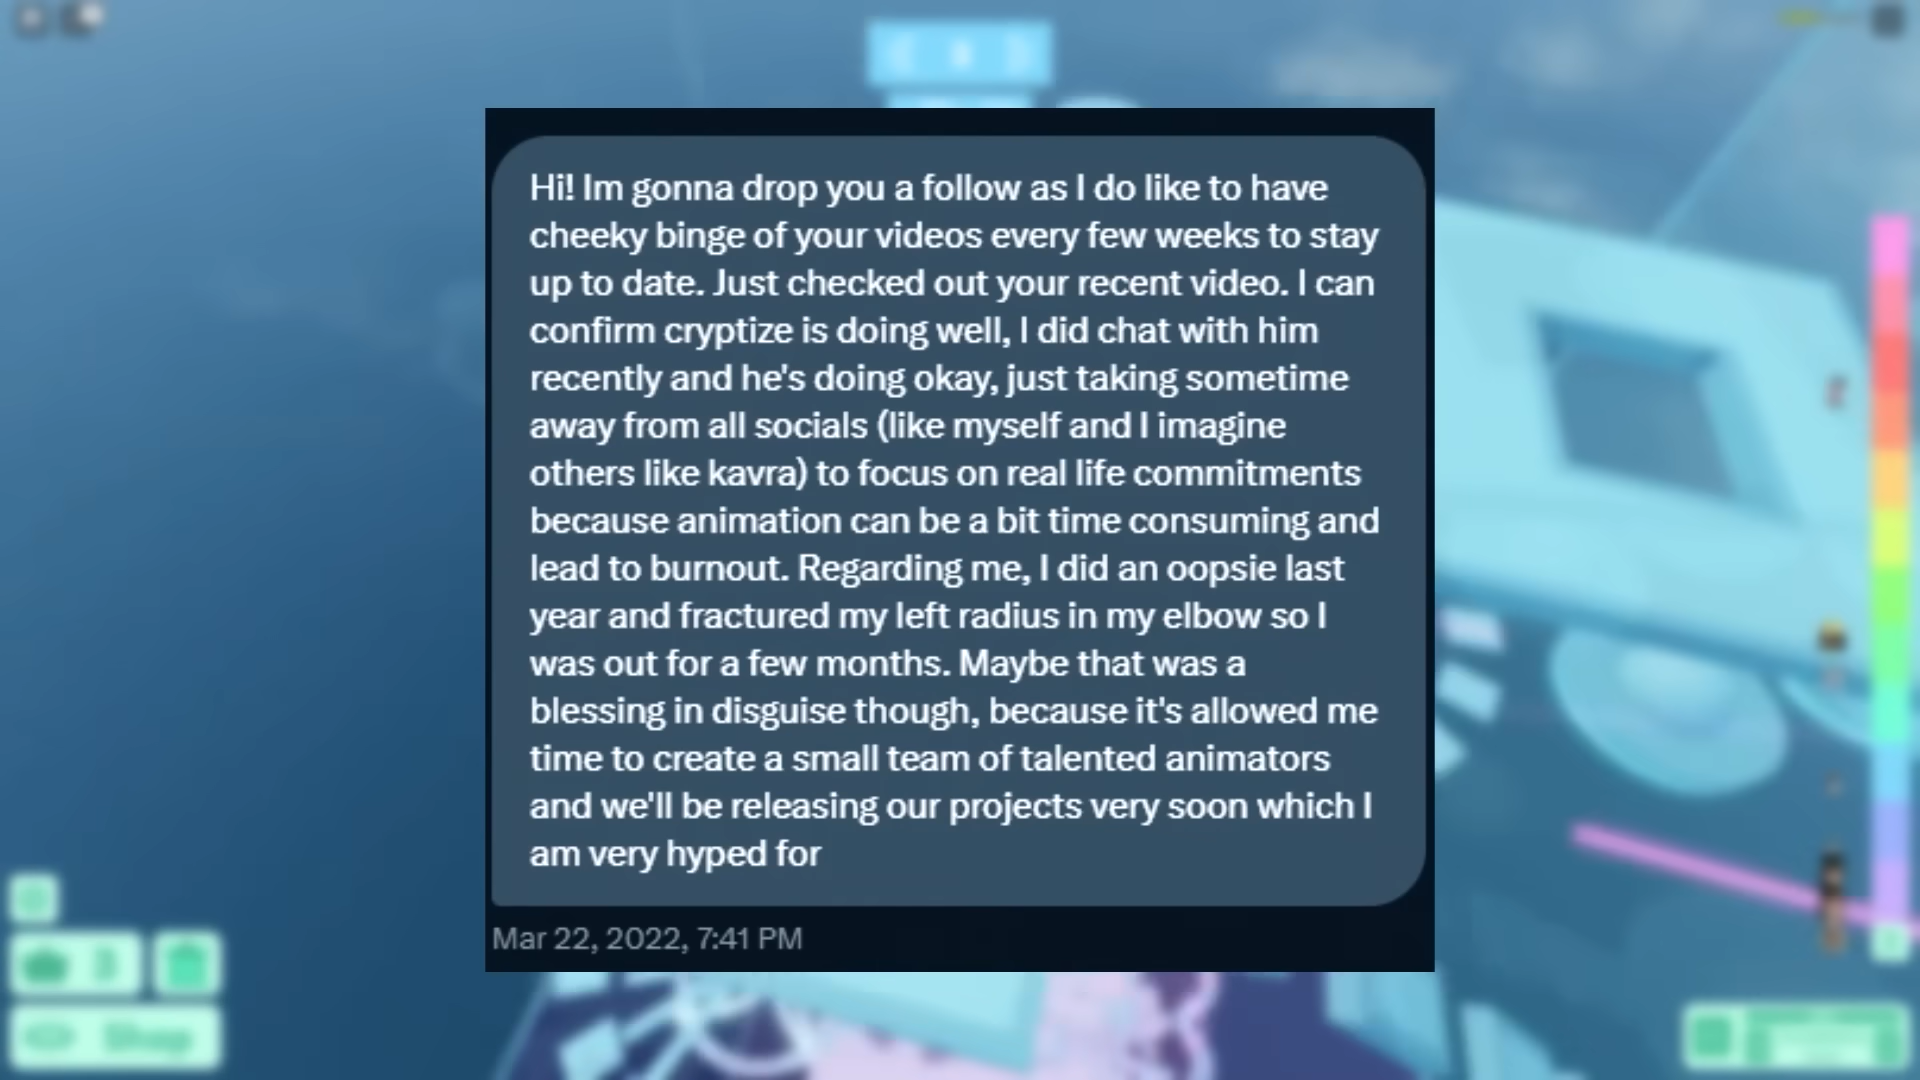 Hi! Im gonna drop you a follow as I do like to have
cheeky binge of your videos every few weeks to stay
up to date. Just checked out your recent video. I can
confirm cryptize is doing well, I did chat with him
recently and he's doing okay, just taking sometime
away from all socials (like myself and I imagine
others like kavra) to focus on real life commitments
because animation can be a bit time consuming and
lead to burnout. Regarding me, I did an oopsie last
year and fractured my left radius in my elbow so I
was out for a few months. Maybe that was a
blessing in disguise though, because it's allowed me
time to create a small team of talented animators
and we'll be releasing our projects very soon which I
am very hyped for
Mar 22, 2022, 7:41 PM
3
Shop